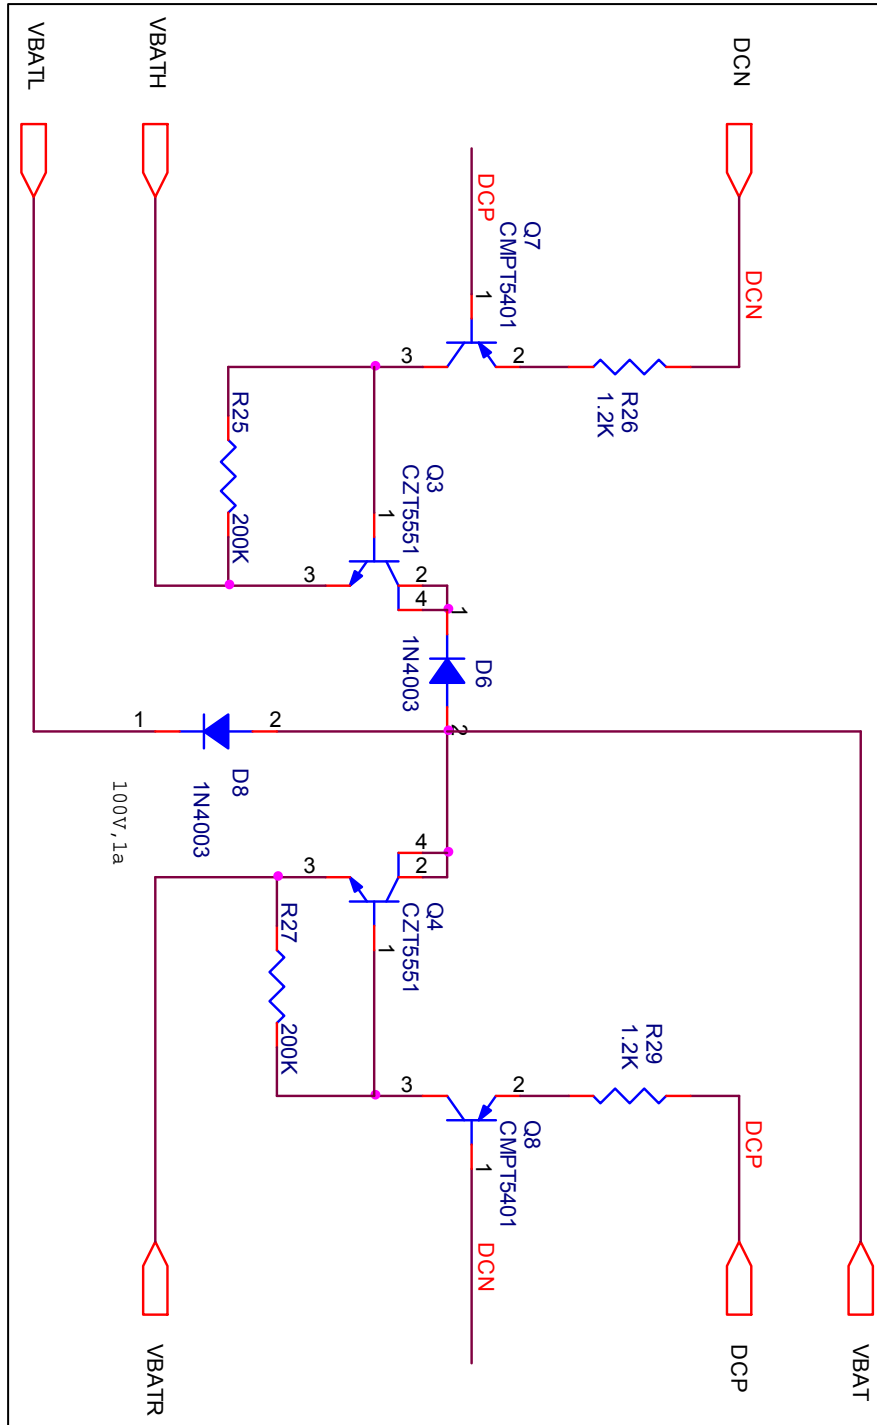 VBATL
VBATH
DCN
DCP
DCN
Q7
CMPT5401
1
3
2
R26
1.2K
R25
200K
Q3
CZT5551
1
3
2
4
1
D6
1N4003
2
1
2
D8
1N4003
100V,1a
4
2
3
Q4
CZT5551
1
R27
200K
R29
1.2K
3
2
Q8
CMPT5401
1
DCP
DCN
VBATR
DCP
VBAT